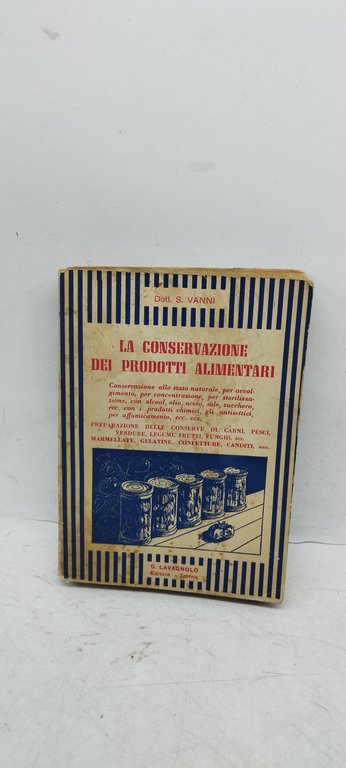 Dott. S. VANNI
LA CONSERVAZIONE
DEI PRODOTTI ALIMENTARI
Conservazione allo stato naturale, per avvol-
gimento, per concentrazione, per sterilizza-
zione, con alcool, olio, aceto, sale, zucchero,
ecc. con i prodotti chimici, gli antisettici,
per affumicamento, ecc. ecc.
PREPARAZIONE DELLE CONSERVE DI CARNI, PESCI,
VERDURE, LEGUMI, FRUTTI, FUNGHI, ecc.
MARMELLATE, GELATINE, CONFETTURE, CANDITI, ecc.
G. LAVAGNOLO
Editore Torino